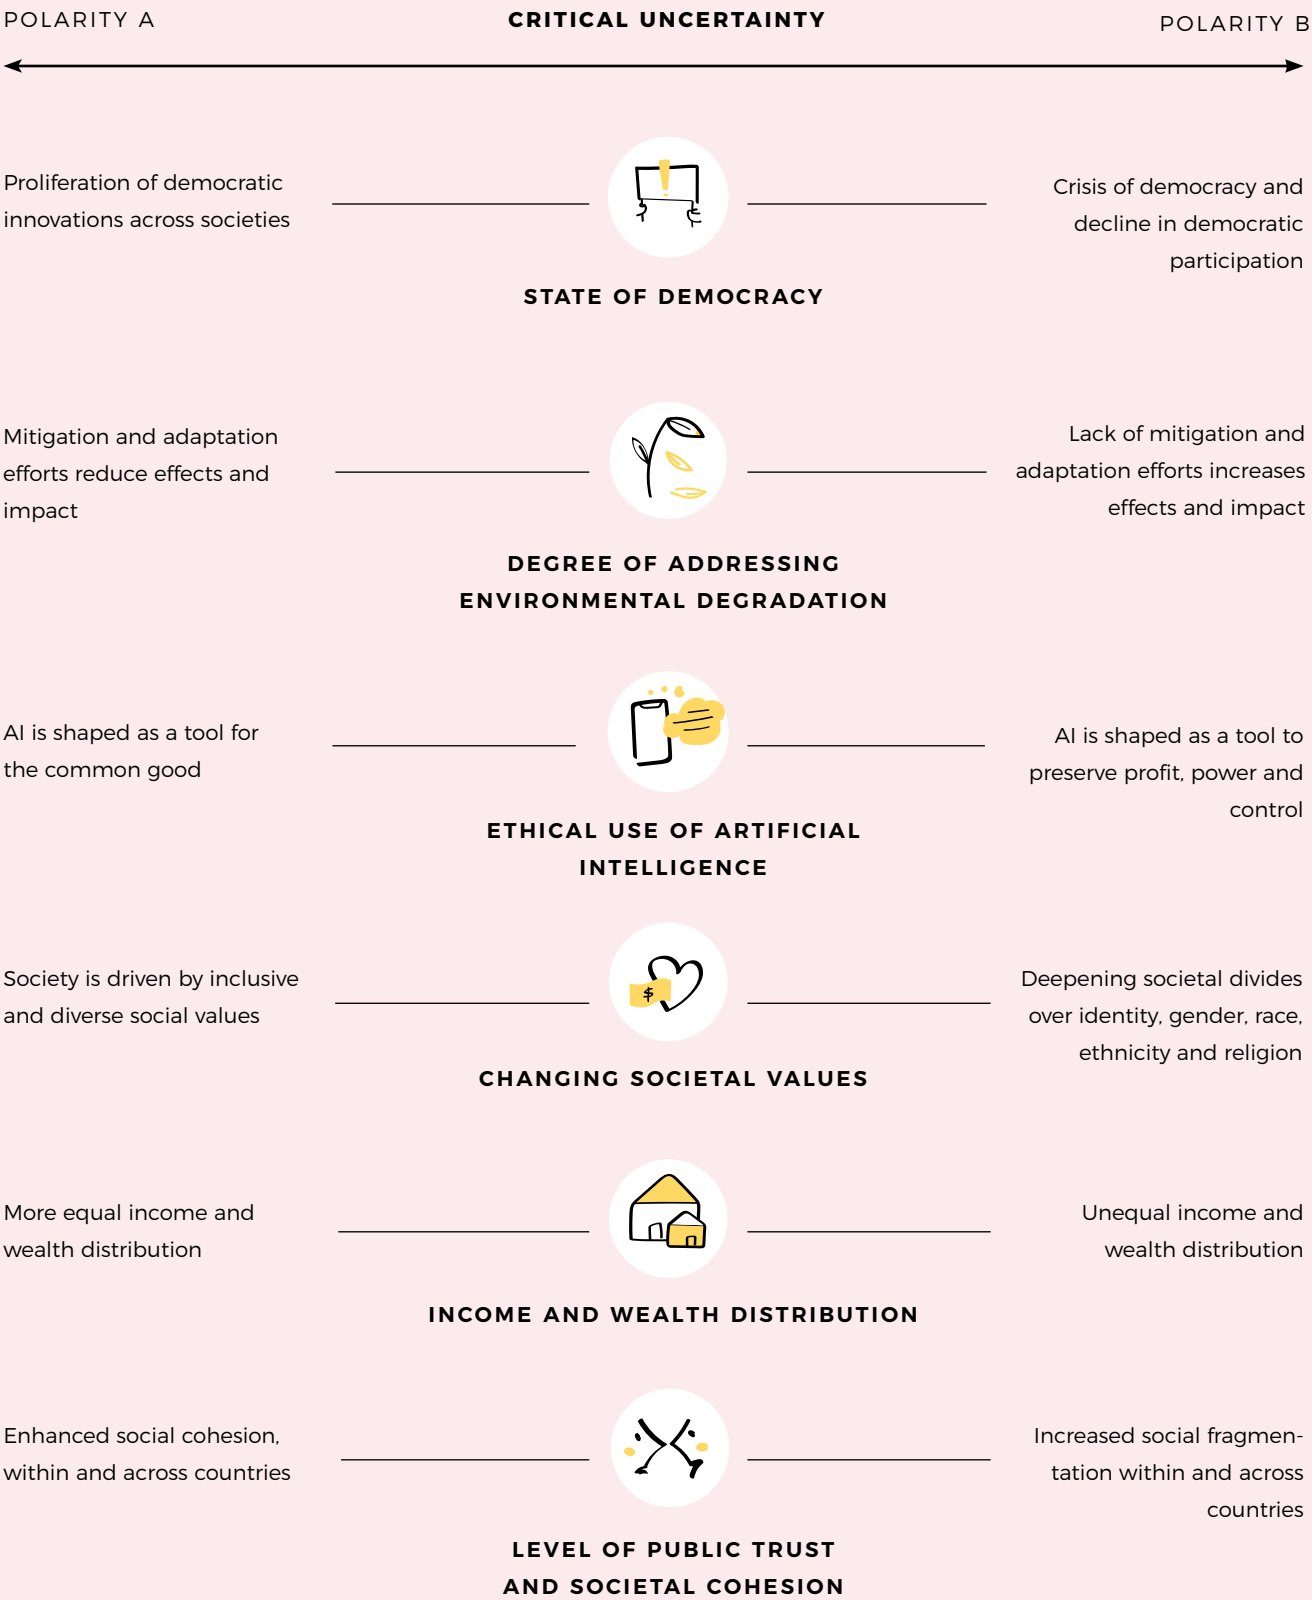 POLARITY A
CRITICAL UNCERTAINTY
POLARITY B
Proliferation of democratic
innovations across societies
Crisis of democracy and
decline in democratic
participation
STATE OF DEMOCRACY
Mitigation and adaptation
efforts reduce effects and
impact
Lack of mitigation and
adaptation efforts increases
effects and impact
DEGREE OF ADDRESSING
ENVIRONMENTAL DEGRADATION
AI is shaped as a tool for
the common good
AI is shaped as a tool to
preserve profit, power and
control
ETHICAL USE OF ARTIFICIAL
INTELLIGENCE
Society is driven by inclusive
and diverse social values
$
Deepening societal divides
over identity, gender, race,
ethnicity and religion
CHANGING SOCIETAL VALUES
More equal income and
wealth distribution
Unequal income and
wealth distribution
INCOME AND WEALTH DISTRIBUTION
Enhanced social cohesion,
within and across countries
Increased social fragmen-
tation within and across
countries
LEVEL OF PUBLIC TRUST
AND SOCIETAL COHESION